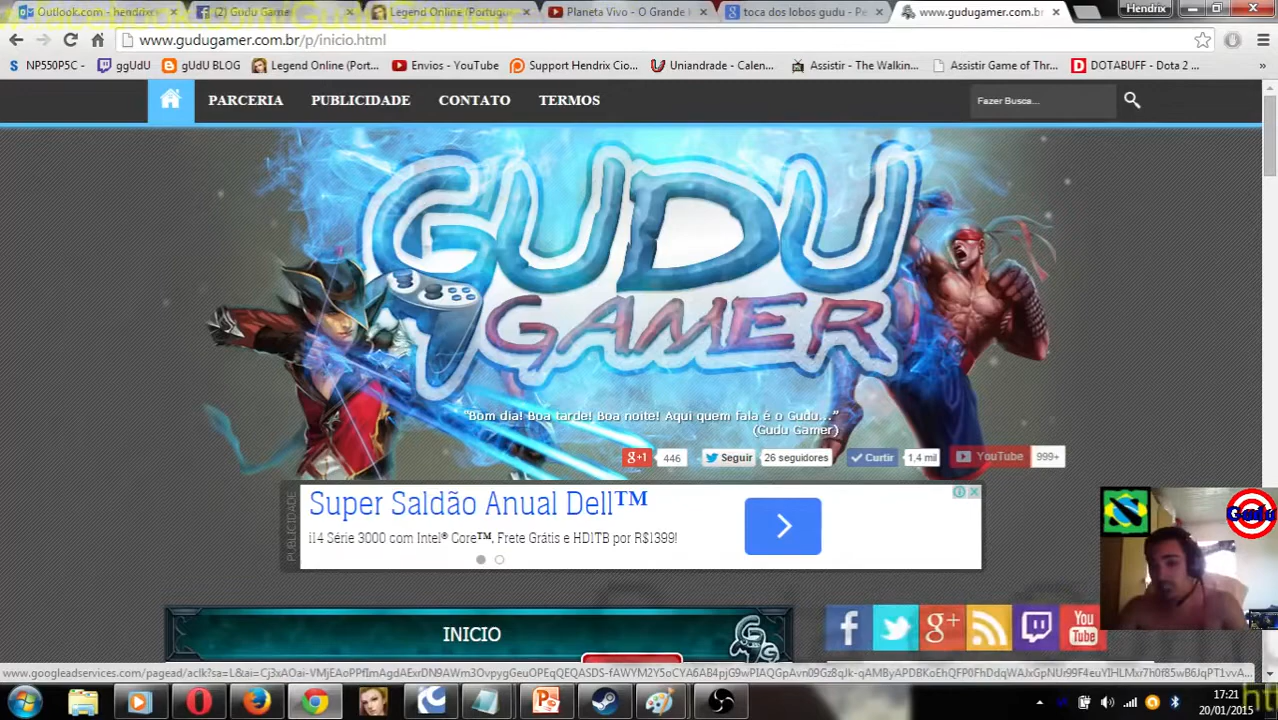 Outlook.com - hendrix
Gudu Gamer
Legend Online (Portugu
Planeta Vivo - O Grande
toca dos lobos gudu - Pe
www.gudugamer.com.br
Hendrix
www.gudugamer.com.br/p/inicio.html
NP550P5C -
ggUdU
gUdU BLOG
Legend Online (Port...
Envios - YouTube
Support Hendrix Cio...
Uniandrade - Calen...
Assistir - The Walkin...
Assistir Game of Thr...
DOTABUFF - Dota 2 ...
PARCERIA
PUBLICIDADE
CONTATO
TERMOS
Fazer Busca...
GUDU
GAMER
"Bom dia! Boa tarde! Boa noite! Aqui quem fala é o Gudu..."
(Gudu Gamer)
g+1
446
Seguir
26 seguidores
Curtir
1,4 mil
YouTube
999+
PUBLICIDADE
Super Saldão Anual Dell™
i14 Série 3000 com Intel® Core™, Frete Grátis e HD1TB por R$1399!
Gudu
INICIO
You
Tube
17:21
20/01/2015